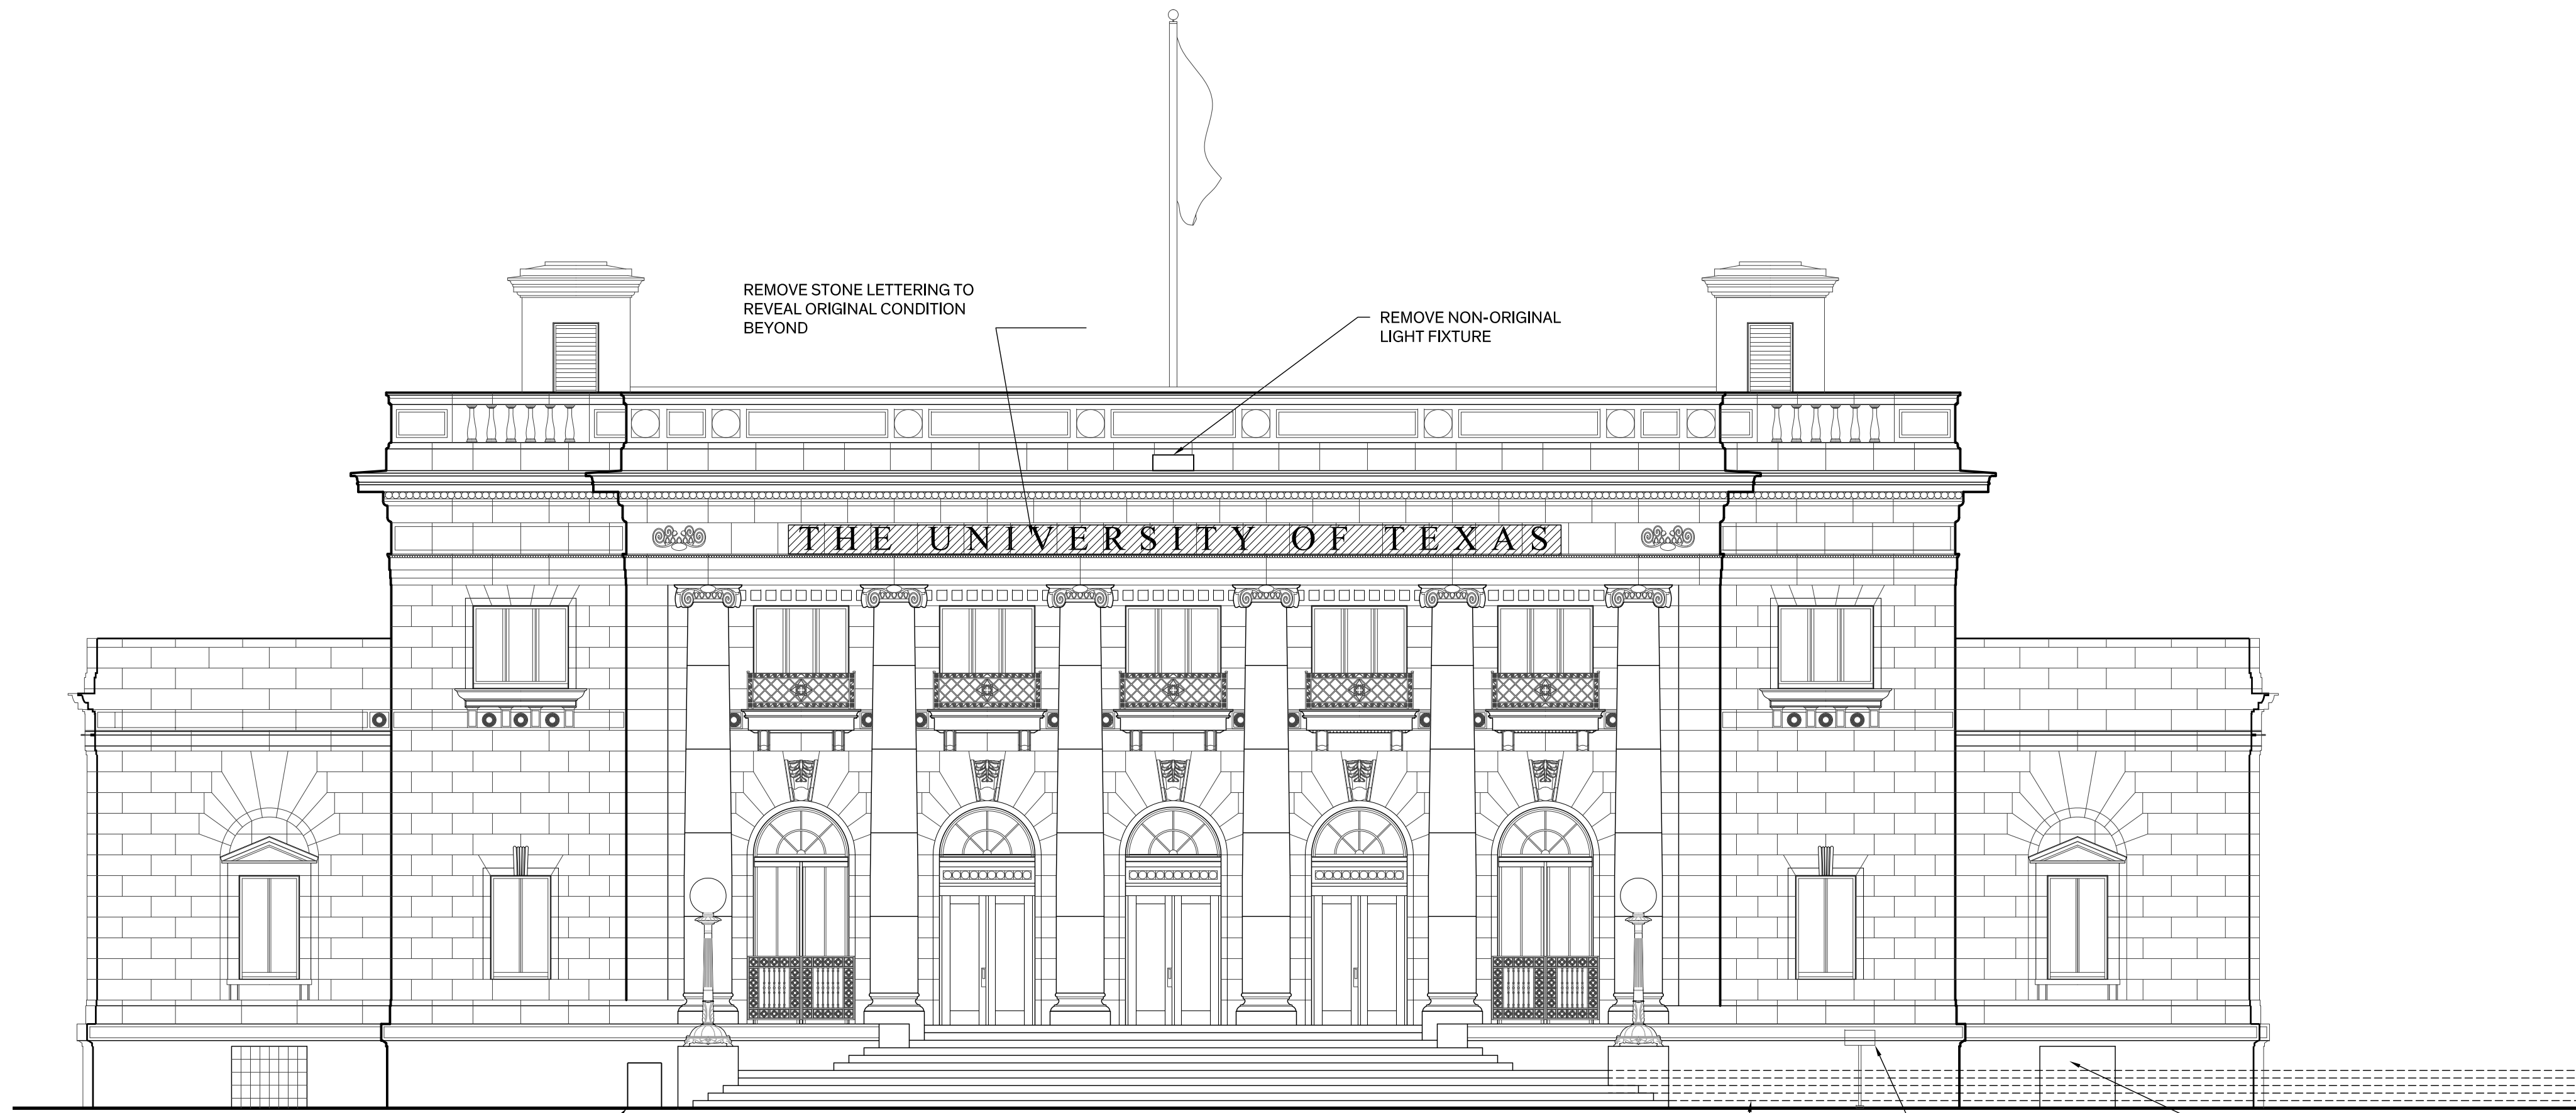 REMOVE STONE LETTERING TO
REVEAL ORIGINAL CONDITION
BEYOND
REMOVE NON-ORIGINAL
LIGHT FIXTURE
THE UNIVERSITY OF TEXAS